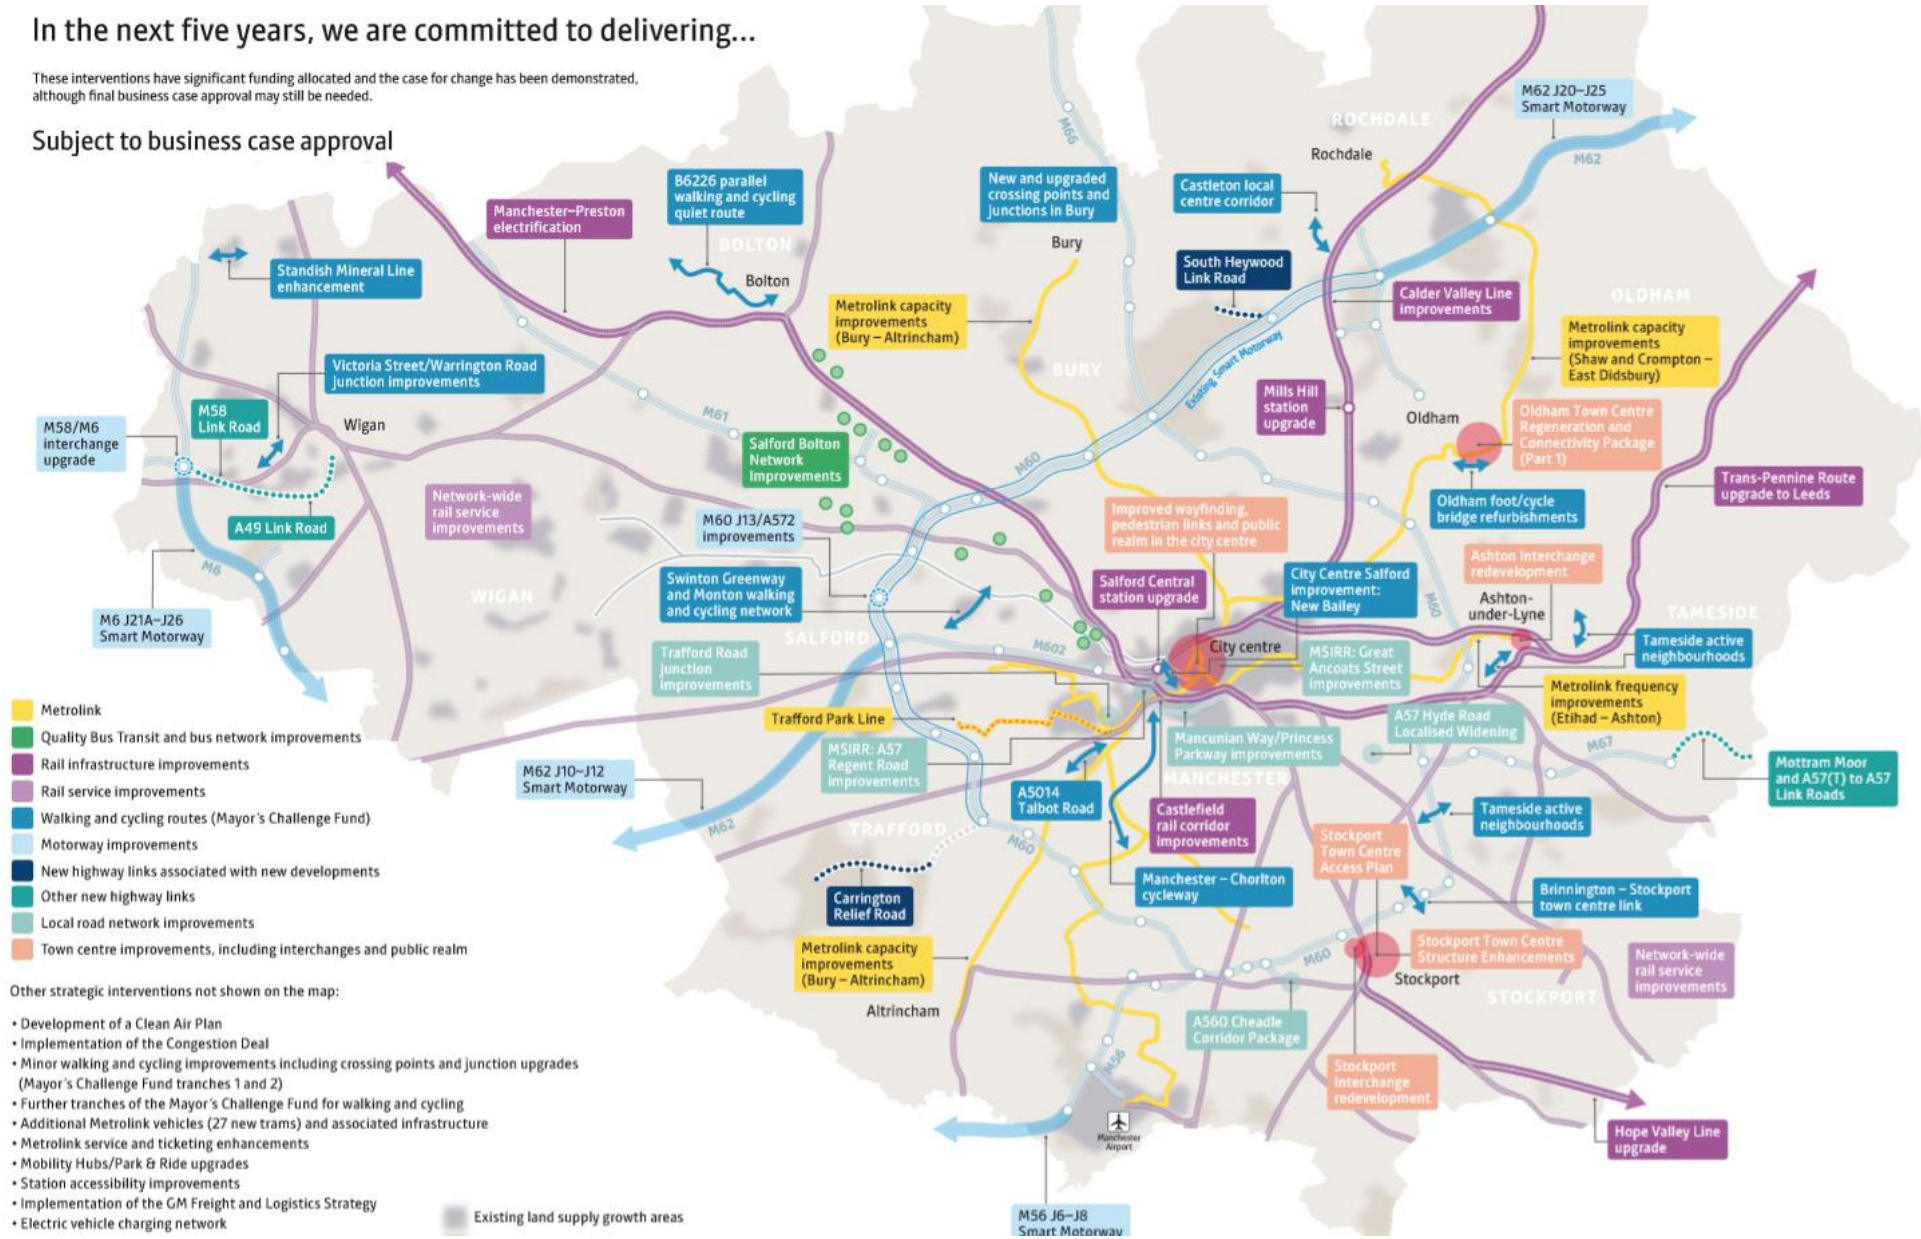 In the next five years, we are committed to delivering...
These interventions have significant funding allocated and the case for change has been demonstrated,
although final business case approval may still be needed.
Subject to business case approval
M62 J20–J25
Smart Motorway
M66
ROCHDALE
Rochdale
M62
B6226 parallel
walking and cycling
quiet route
New and upgraded
crossing points and
junctions in Bury
Castleton local
centre corridor
Manchester–Preston
electrification
BOLTON
Bolton
Bury
South Heywood
Link Road
Standish Mineral Line
enhancement
Calder Valley Line
improvements
OLDHAM
Metrolink capacity
improvements
(Bury – Altrincham)
Metrolink capacity
improvements
(Shaw and Crompton –
East Didsbury)
Existing Smart Motorway
Victoria Street/Warrington Road
junction improvements
BURY
Mills Hill
station
upgrade
M58
Link Road
Wigan
M61
Oldham
Oldham Town Centre
Regeneration and
Connectivity Package
(Part 1)
M58/M6
interchange
upgrade
Salford Bolton
Network
Improvements
M60
Trans-Pennine Route
upgrade to Leeds
Network-wide
rail service
improvements
A49 Link Road
M60 J13/A572
improvements
Improved wayfinding,
pedestrian links and public
realm in the city centre
Oldham foot/cycle
bridge refurbishments
M6
WIGAN
Swinton Greenway
and Monton walking
and cycling network
Salford Central
station upgrade
City Centre Salford
improvement:
New Bailey
Ashton Interchange
redevelopment
M60
Ashton-
under-Lyne
TAMESIDE
M6 J21A–J26
Smart Motorway
SALFORD
M602
City centre
Tameside active
neighbourhoods
Trafford Road
junction
improvements
MSIRR: Great
Ancoats Street
improvements
Metrolink frequency
improvements
(Etihad – Ashton)
Trafford Park Line
A57 Hyde Road
Localised Widening
MSIRR: A57
Regent Road
improvements
Mancunian Way/Princess
Parkway improvements
M67
Mottram Moor
and A57(T) to A57
Link Roads
M62 J10–J12
Smart Motorway
MANCHESTER
A5014
Talbot Road
Castlefield
rail corridor
improvements
Tameside active
neighbourhoods
M62
TRAFFORD
M60
Stockport
Town Centre
Access Plan
Carrington
Relief Road
Manchester – Chorlton
cycleway
Brinnington – Stockport
town centre link
Metrolink capacity
improvements
(Bury – Altrincham)
M60
Stockport Town Centre
Structure Enhancements
Stockport
Network-wide
rail service
improvements
STOCKPORT
Altrincham
A560 Cheadle
Corridor Package
M56
Stockport
interchange
redevelopment
Manchester
Airport
Hope Valley Line
upgrade
M56 J6–J8
Smart Motorway
Metrolink
Quality Bus Transit and bus network improvements
Rail infrastructure improvements
Rail service improvements
Walking and cycling routes (Mayor's Challenge Fund)
Motorway improvements
New highway links associated with new developments
Other new highway links
Local road network improvements
Town centre improvements, including interchanges and public realm
Other strategic interventions not shown on the map:
• Development of a Clean Air Plan
• Implementation of the Congestion Deal
• Minor walking and cycling improvements including crossing points and junction upgrades
(Mayor's Challenge Fund tranches 1 and 2)
• Further tranches of the Mayor's Challenge Fund for walking and cycling
• Additional Metrolink vehicles (27 new trams) and associated infrastructure
• Metrolink service and ticketing enhancements
• Mobility Hubs/Park & Ride upgrades
• Station accessibility improvements
• Implementation of the GM Freight and Logistics Strategy
• Electric vehicle charging network
Existing land supply growth areas